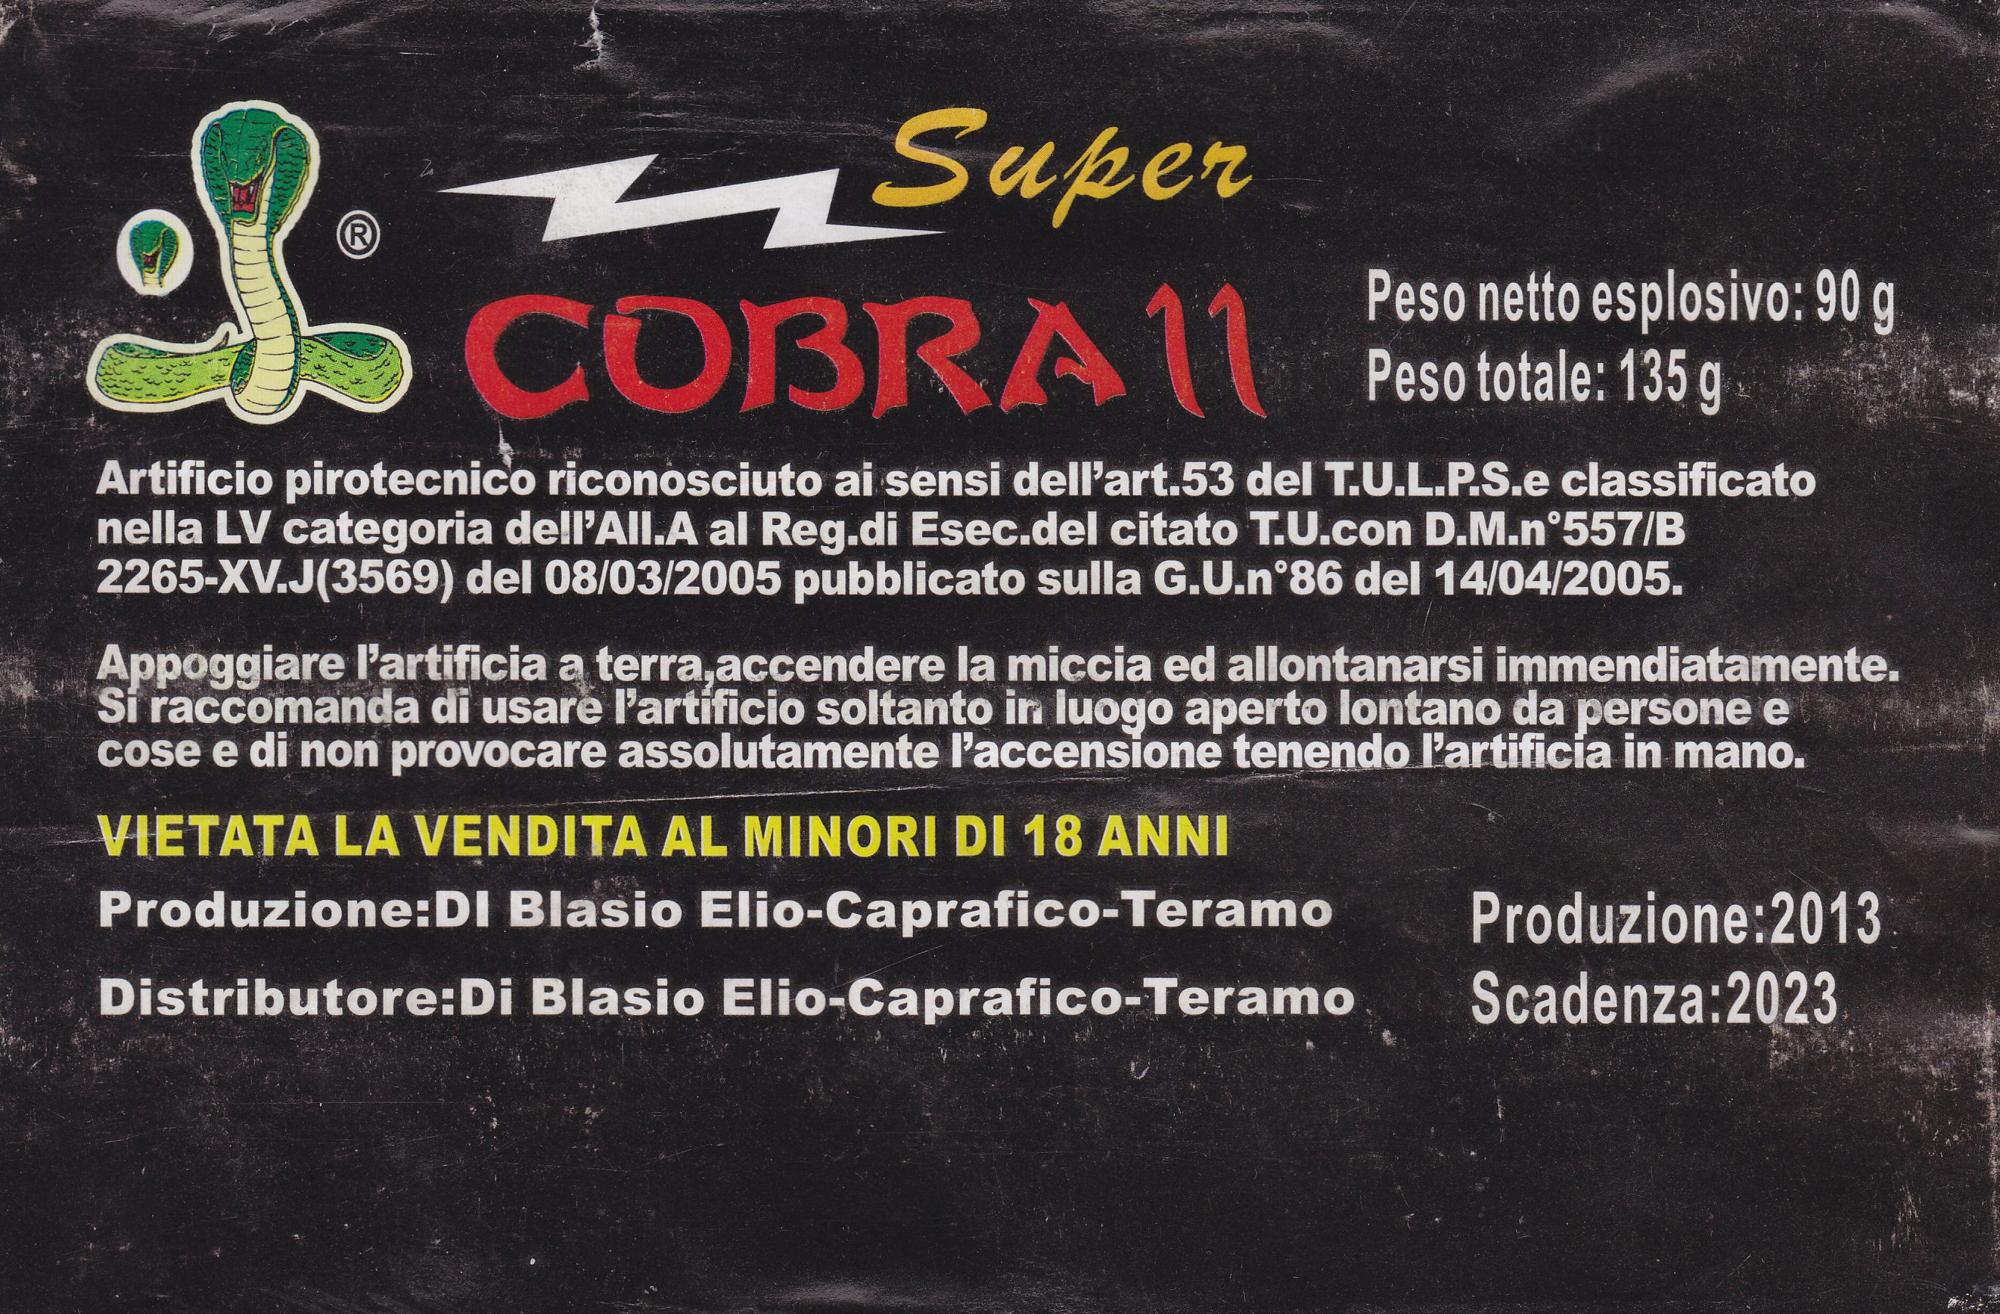 Super
®
COBRA 11
Peso netto esplosivo: 90 g
Peso totale: 135 g
Artificio pirotecnico riconosciuto ai sensi dell’art.53 del T.U.L.P.S.e classificato
nella LV categoria dell’All.A al Reg.di Esec.del citato T.U.con D.M.n°557/B
2265-XV.J(3569) del 08/03/2005 pubblicato sulla G.U.n°86 del 14/04/2005.
Appoggiare l’artificia a terra,accendere la miccia ed allontanarsi immendiatamente.
Si raccomanda di usare l’artificio soltanto in luogo aperto lontano da persone e
cose e di non provocare assolutamente l’accensione tenendo l’artificia in mano.
VIETATA LA VENDITA AL MINORI DI 18 ANNI
Produzione:DI Blasio Elio-Caprafico-Teramo
Produzione:2013
Distributore:Di Blasio Elio-Caprafico-Teramo
Scadenza:2023